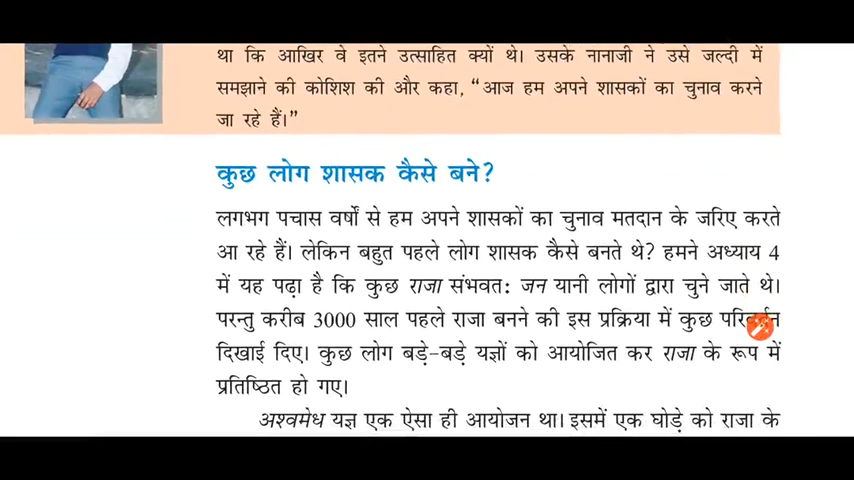 था कि आखिर वे इतने उत्साहित क्यों थे। उसके नानाजी ने उसे जल्दी में
समझाने की कोशिश की और कहा, “आज हम अपने शासकों का चुनाव करने
जा रहे हैं।”
कुछ लोग शासक कैसे बने?
लगभग पचास वर्षों से हम अपने शासकों का चुनाव मतदान के जरिए करते
आ रहे हैं। लेकिन बहुत पहले लोग शासक कैसे बनते थे? हमने अध्याय 4
में यह पढ़ा है कि कुछ राजा संभवत: जन यानी लोगों द्वारा चुने जाते थे।
परन्तु करीब 3000 साल पहले राजा बनने की इस प्रक्रिया में कुछ परिवर्तन
दिखाई दिए। कुछ लोग बड़े-बड़े यज्ञों को आयोजित कर राजा के रूप में
प्रतिष्ठित हो गए।
अश्वमेध यज्ञ एक ऐसा ही आयोजन था। इसमें एक घोड़े को राजा के